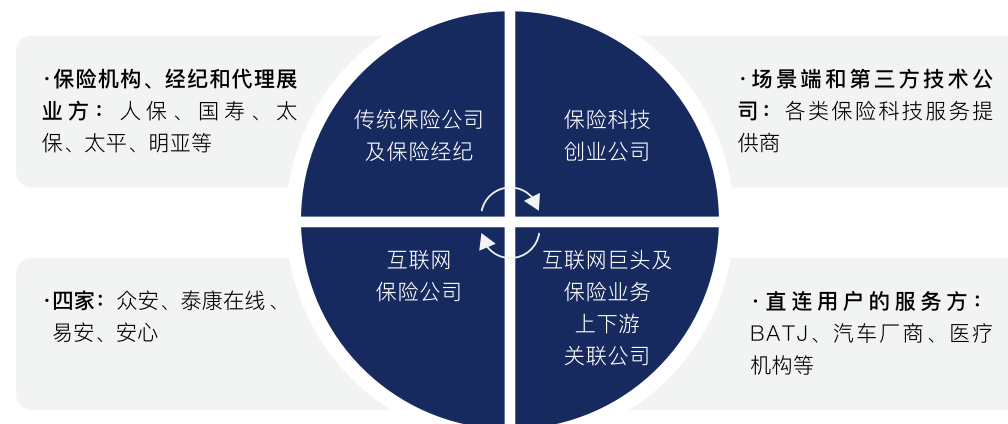 ·保险机构、经纪和代理展
业方：人保、国寿、太
保、太平、明亚等
传统保险公司
及保险经纪
保险科技
创业公司
·场景端和第三方技术公
司：各类保险科技服务提
供商
·四家：众安、泰康在线、
易安、安心
互联网
保险公司
互联网巨头及
保险业务
上下游
关联公司
·直连用户的服务方：
BATJ、汽车厂商、医疗
机构等